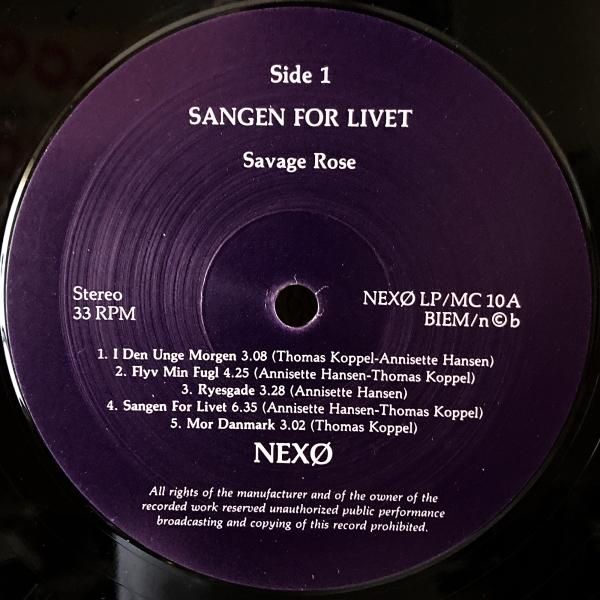 Side 1
SANGEN FOR LIVET
Savage Rose
Stereo
33 RPM
NEXØ LP/MC 10A
BIEM/n©b
1. I Den Unge Morgen 3.08 (Thomas Koppel-Annisette Hansen)
2. Flyv Min Fugl 4.25 (Annisette Hansen-Thomas Koppel)
3. Ryesgade 3.28 (Annisette Hansen)
4. Sangen For Livet 6.35 (Annisette Hansen-Thomas Koppel)
5. Mor Danmark 3.02 (Thomas Koppel)
NEXØ
All rights of the manufacturer and of the owner of the
recorded work reserved unauthorized public performance
broadcasting and copying of this record prohibited.